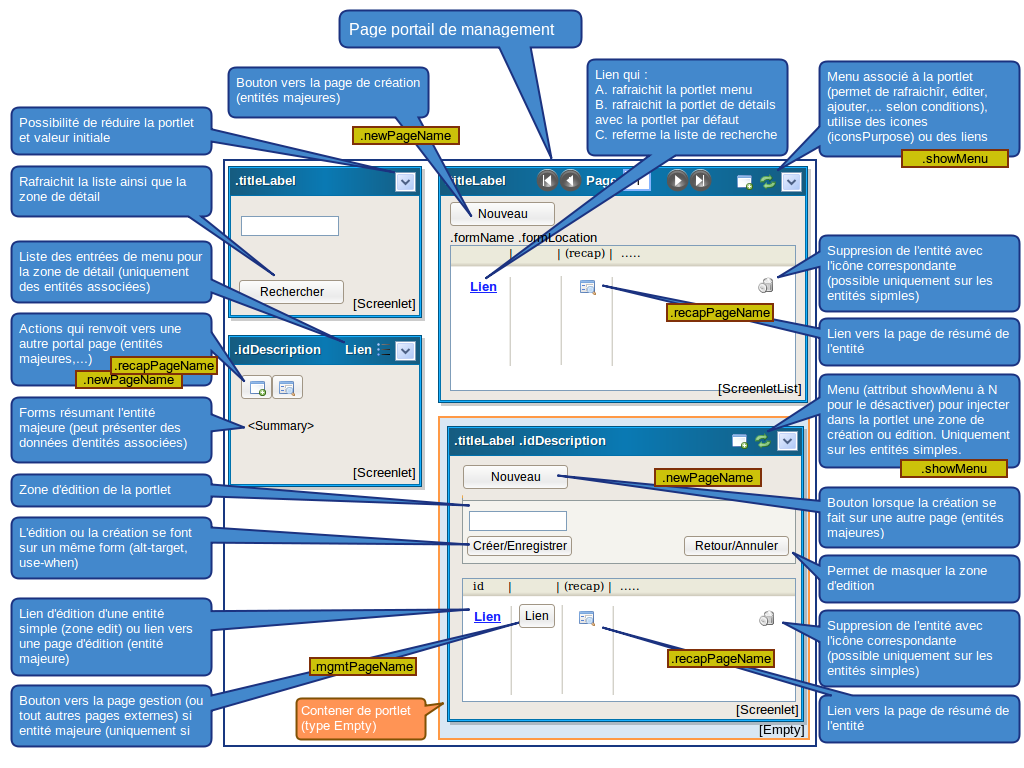 Page portail de management
Bouton vers la page de création
(entités majeures)
.newPageName
Lien qui :
A. rafraichit la portlet menu
B. rafraichit la portlet de détails
avec la portlet par défaut
C. referme la liste de recherche
Menu associé à la portlet
(permet de rafraichîr, éditer,
ajouter,... selon conditions),
utilise des icones
(iconsPurpose) ou des liens
.showMenu
Possibilité de réduire la portlet
et valeur initiale
Rafraichit la liste ainsi que la
zone de détail
Liste des entrées de menu pour
la zone de détail (uniquement
des entités associées)
Actions qui renvoit vers une
autre portal page (entités
majeures,...)
.recapPageName
.newPageName
Forms résumant l'entité
majeure (peut présenter des
données d'entités associées)
Zone d'édition de la portlet
L'édition ou la création se font
sur un même form (alt-target,
use-when)
Lien d'édition d'une entité
simple (zone edit) ou lien vers
une page d'édition (entité
majeure)
Bouton vers la page gestion (ou
tout autres pages externes) si
entité majeure (uniquement si
.titleLabel
Rechercher
[Screenlet]
.idDescription Lien
<Summary>
[Screenlet]
titleLabel Page
Nouveau
.formName .formLocation
| | (recap) | .....
Lien
.recapPageName
[ScreenletList]
.titleLabel .idDescription
Nouveau
.newPageName
Créer/Enregistrer
Retour/Annuler
id | | (recap) | .....
Lien
Lien
.mgmtPageName
.recapPageName
[Screenlet]
[Empty]
Contener de portlet
(type Empty)
Suppresion de l'entité avec
l'icône correspondante
(possible uniquement sur les
entités sipmles)
Lien vers la page de résumé de
l'entité
Menu (attribut showMenu à N
pour le désactiver) pour injecter
dans la portlet une zone de
création ou édition. Uniquement
sur les entités simples.
.showMenu
Bouton lorsque la création se
fait sur une autre page (entités
majeures)
Permet de masquer la zone
d'edition
Suppresion de l'entité avec
l'icône correspondante
(possible uniquement sur les
entités simples)
Lien vers la page de résumé de
l'entité